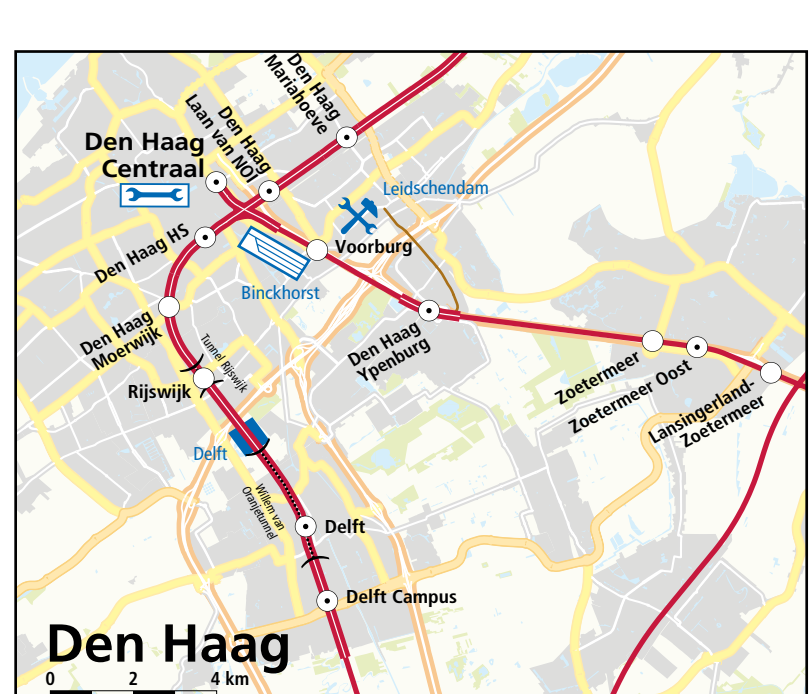 Den Haag
Mariahoeve
Den Haag
Laan van NOI
Den Haag
Centraal
Leidschendam
Den Haag HS
Voorburg
Binckhorst
Den Haag
Moerwijk
Den Haag
Ypenburg
Tunnel Rijswijk
Rijswijk
Zoetermeer
Zoetermeer Oost
Lansingerland-
Zoetermeer
Delft
Willem van
Oranjetunnel
Delft
Delft Campus
Den Haag
0 2 4 km